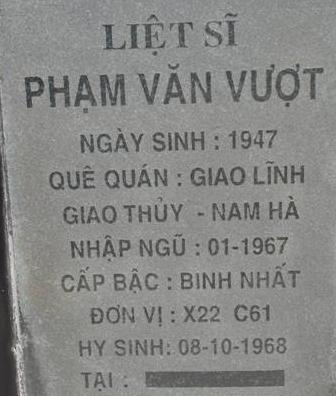 LIỆT SĨ
PHẠM VĂN VƯỢT
NGÀY SINH : 1947
QUÊ QUÁN : GIAO LĨNH
GIAO THỦY - NAM HÀ
NHẬP NGŨ : 01-1967
CẤP BẬC : BINH NHẤT
ĐƠN VỊ : X22 C61
HY SINH: 08-10-1968
TẠI :